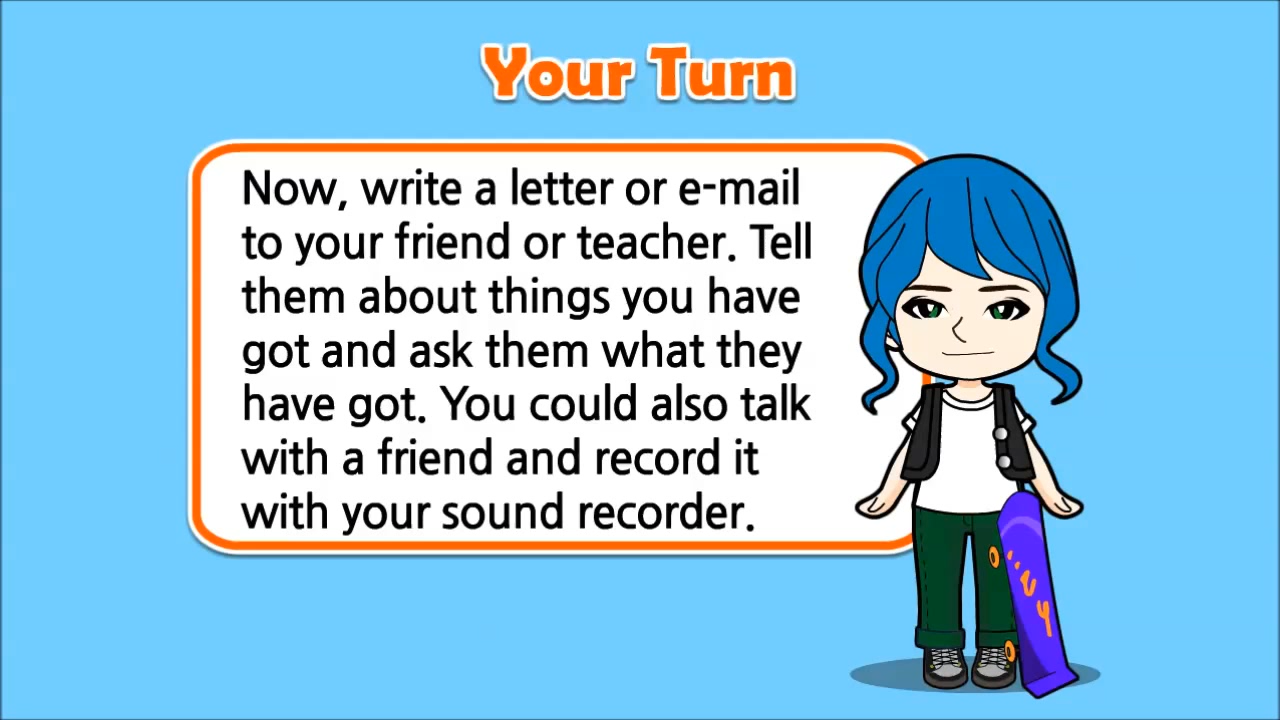 Your Turn
Now, write a letter or e-mail
to your friend or teacher. Tell
them about things you have
got and ask them what they
have got. You could also talk
with a friend and record it
with your sound recorder.